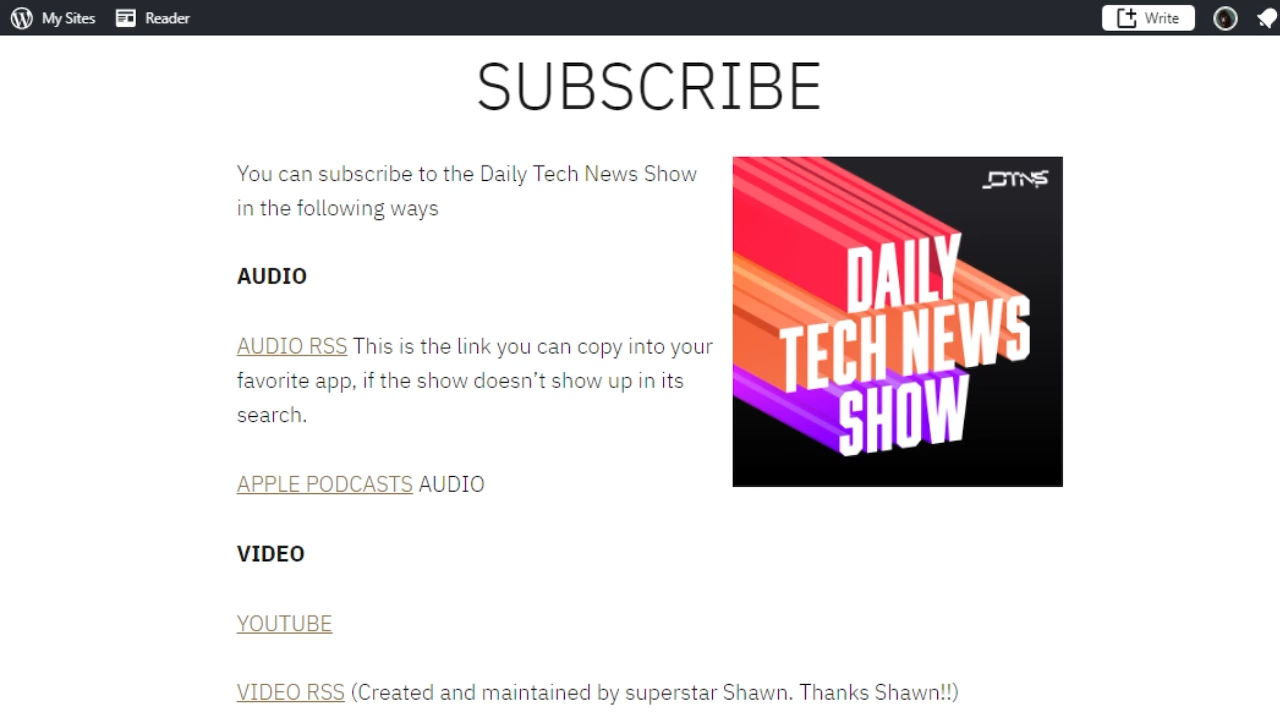 My Sites Reader Write
SUBSCRIBE
You can subscribe to the Daily Tech News Show
in the following ways
AUDIO
AUDIO RSS This is the link you can copy into your
favorite app, if the show doesn’t show up in its
search.
APPLE PODCASTS AUDIO
VIDEO
YOUTUBE
VIDEO RSS (Created and maintained by superstar Shawn. Thanks Shawn!!)
_DTNS
DAILY
TECH NEWS
SHOW